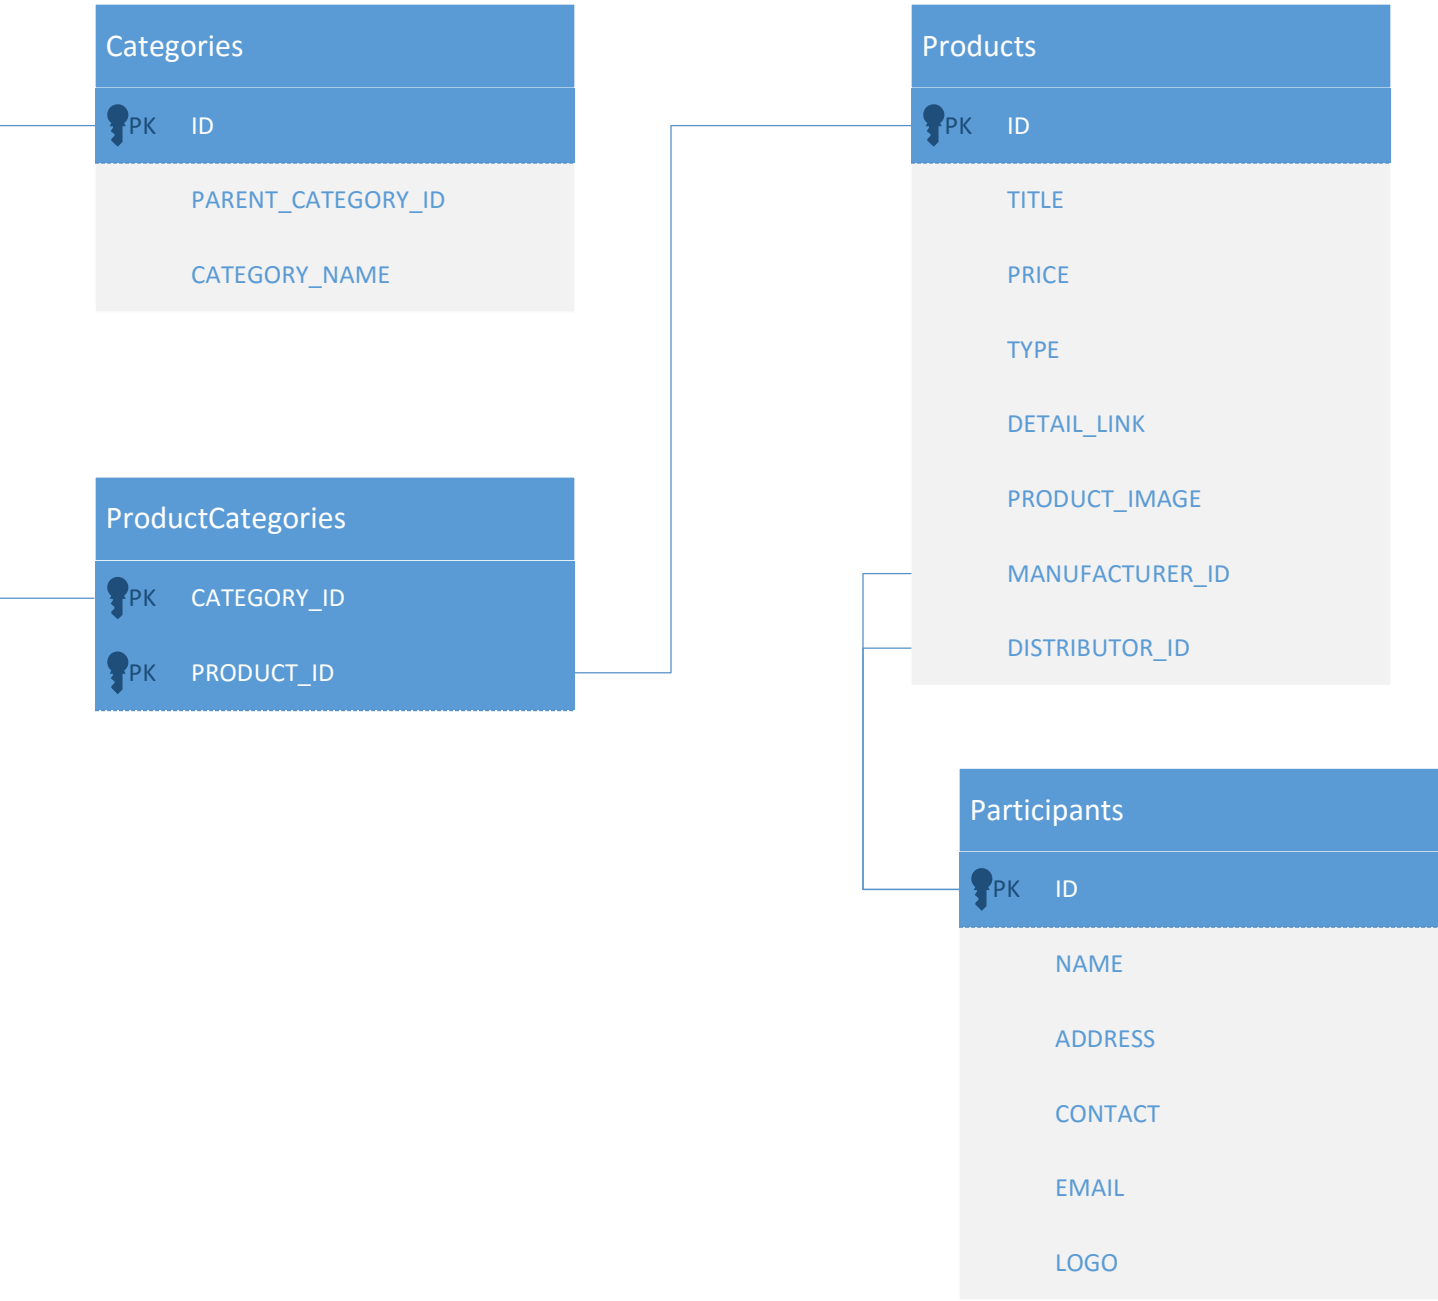 Categories
PK ID
PARENT_CATEGORY_ID
CATEGORY_NAME
ProductCategories
PK CATEGORY_ID
PK PRODUCT_ID
Products
PK ID
TITLE
PRICE
TYPE
DETAIL_LINK
PRODUCT_IMAGE
MANUFACTURER_ID
DISTRIBUTOR_ID
Participants
PK ID
NAME
ADDRESS
CONTACT
EMAIL
LOGO